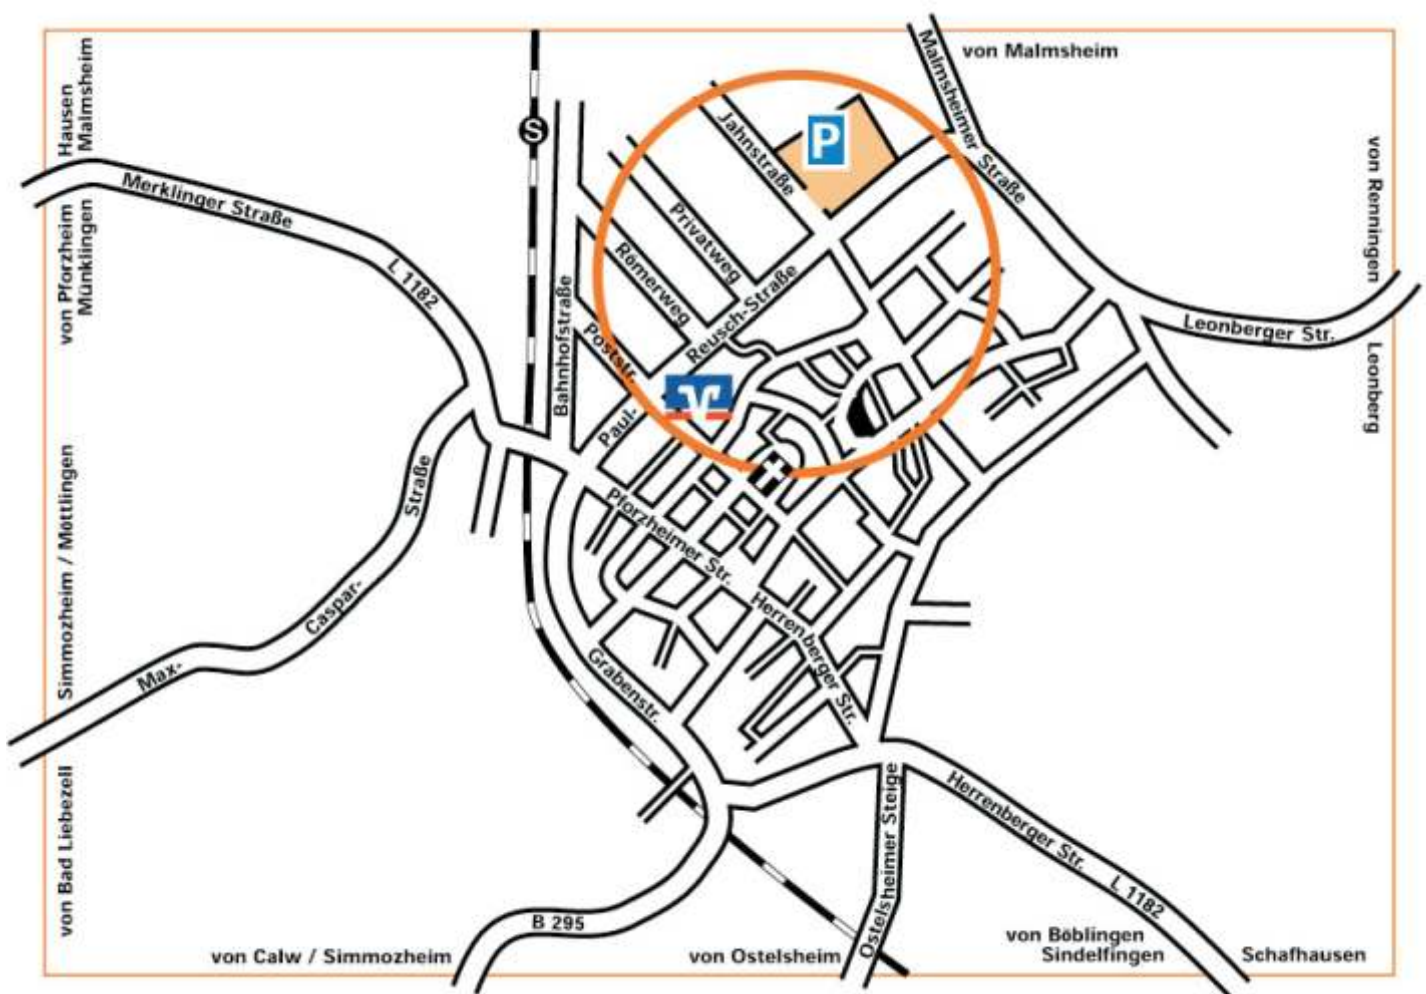 von Malmsheim
Malmsheimer Straße
Hausen
Malmsheim
S
P
Jahnstraße
Merklinger Straße
L 1182
von Pforzheim
Münklingen
Privatweg
Römerweg
Poststr.
Bahnhofstraße
Paul-
Reusch-Straße
von Renningen
Leonberg
Leonberger Str.
Straße
Caspar-
Max-
Simmozheim / Möttlingen
von Bad Liebezell
Pforzheimer Str.
Herrenberger Str.
Grabenstr.
Ostelsheimer Steige
Herrenberger Str.
L 1182
B 295
von Calw / Simmozheim
von Ostelsheim
von Böblingen
Sindelfingen
Schafhausen